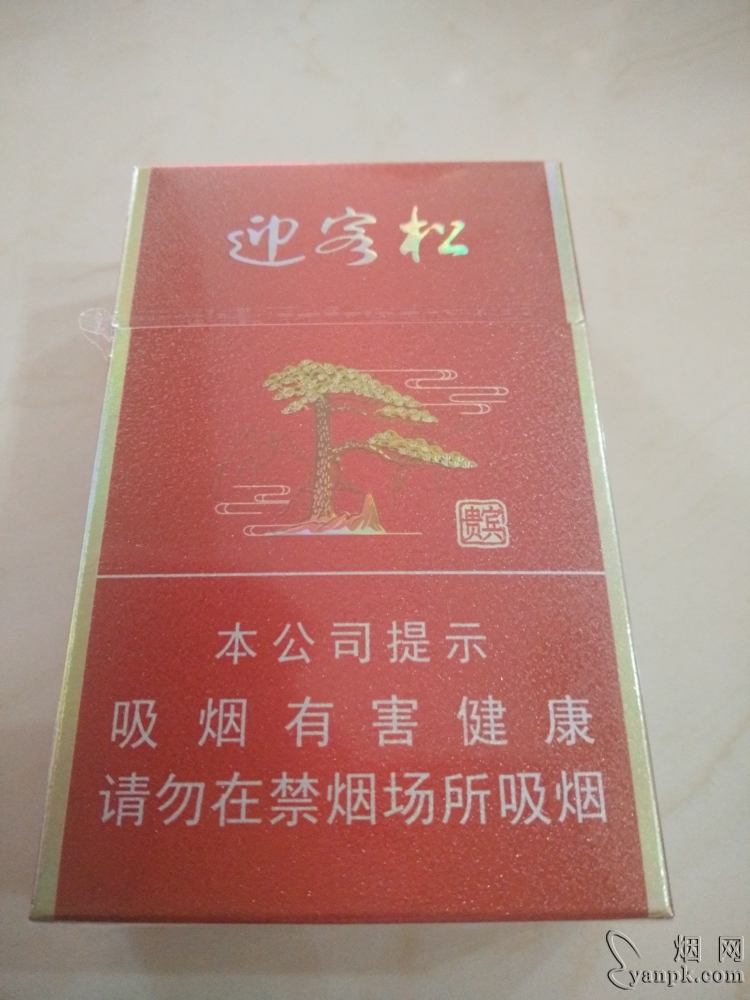 迎客松
贵宾
本公司提示
吸烟有害健康
请勿在禁烟场所吸烟
烟网
yanpk.com